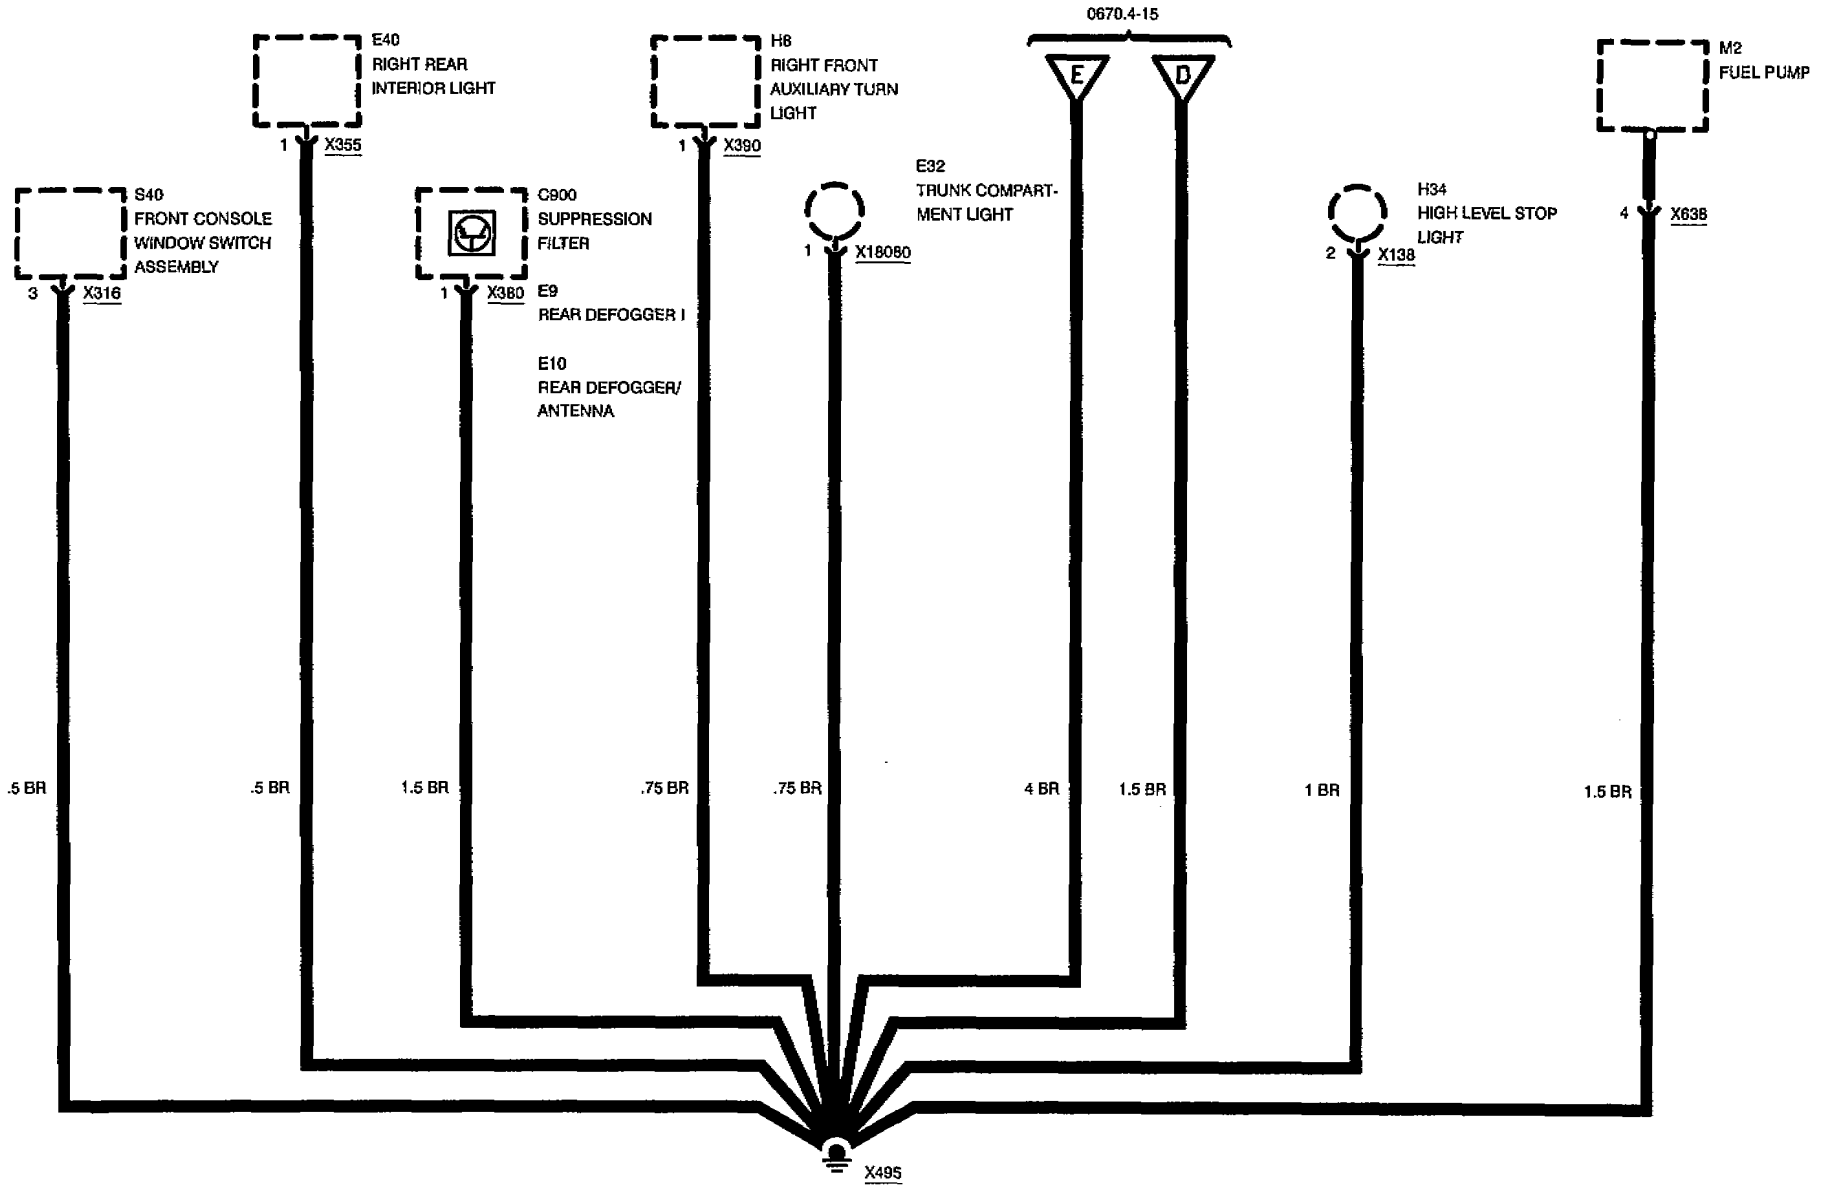 0670.4-15
E40
RIGHT REAR
INTERIOR LIGHT
1 X355
H8
RIGHT FRONT
AUXILIARY TURN
LIGHT
1 X390
E
D
M2
FUEL PUMP
4 X638
S40
FRONT CONSOLE
WINDOW SWITCH
ASSEMBLY
3 X316
C900
SUPPRESSION
FILTER
1 X380
E9
REAR DEFOGGER I
E10
REAR DEFOGGER/
ANTENNA
E32
TRUNK COMPART-
MENT LIGHT
1 X18080
H34
HIGH LEVEL STOP
LIGHT
2 X138
.5 BR
.5 BR
1.5 BR
.75 BR
.75 BR
4 BR
1.5 BR
1 BR
1.5 BR
X495